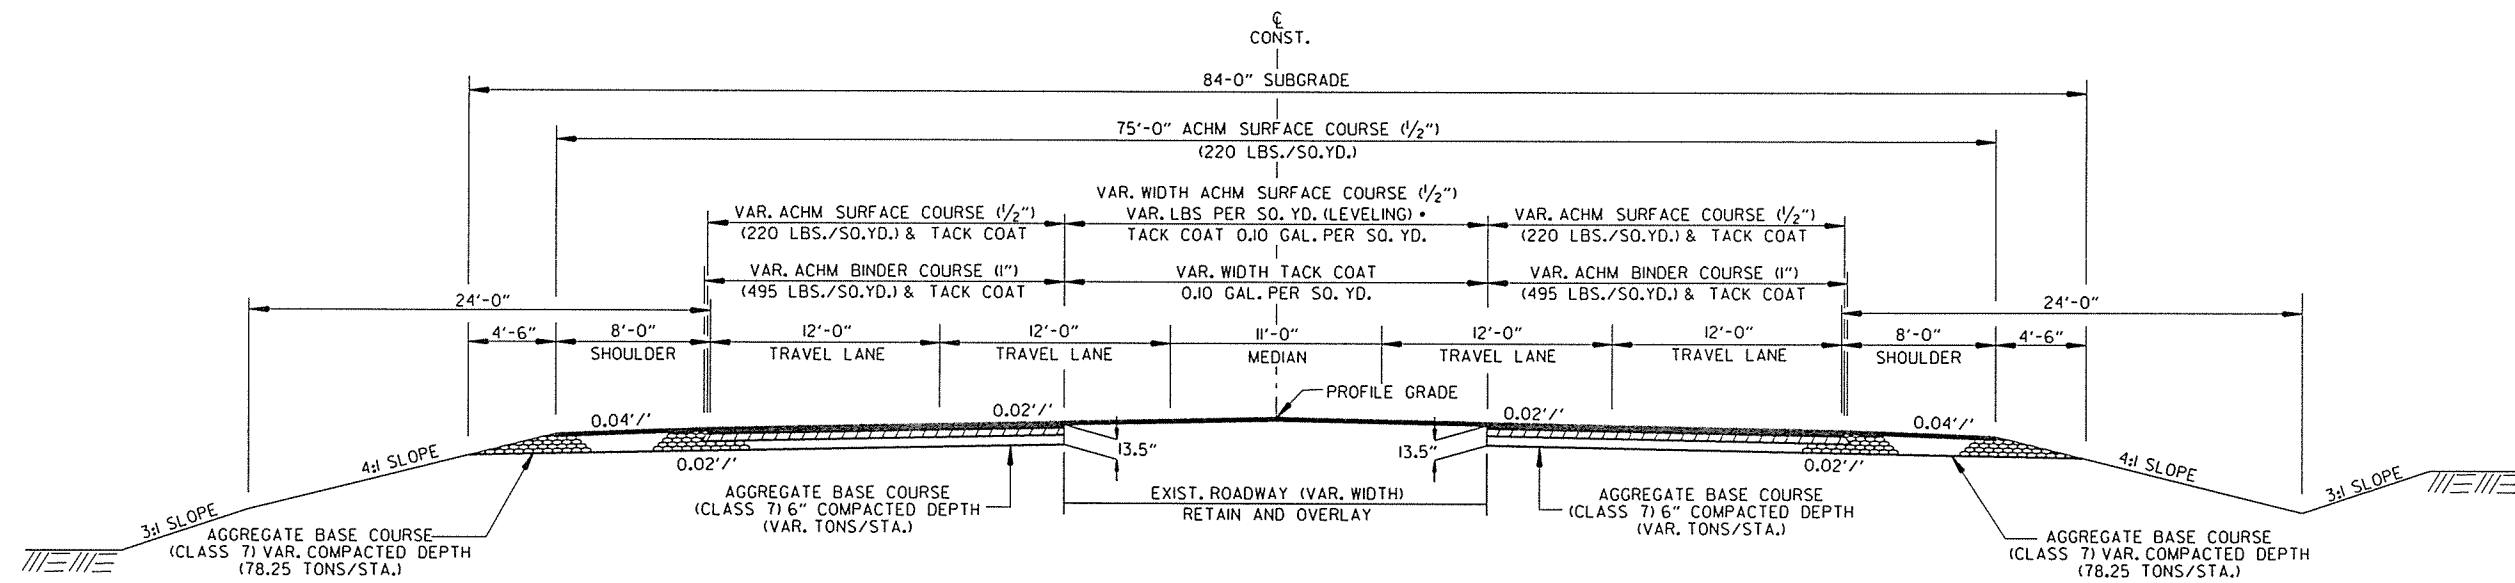 ℄
CONST.
84-0" SUBGRADE
75'-0" ACHM SURFACE COURSE (1/2")
(220 LBS./SQ.YD.)
VAR. WIDTH ACHM SURFACE COURSE (1/2")
VAR. LBS PER SQ. YD. (LEVELING) •
TACK COAT 0.10 GAL. PER SQ. YD.
VAR. ACHM SURFACE COURSE (1/2")
(220 LBS./SQ.YD.) & TACK COAT
VAR. ACHM SURFACE COURSE (1/2")
(220 LBS./SQ.YD.) & TACK COAT
VAR. ACHM BINDER COURSE (1")
(495 LBS./SQ.YD.) & TACK COAT
VAR. WIDTH TACK COAT
0.10 GAL. PER SQ. YD.
VAR. ACHM BINDER COURSE (1")
(495 LBS./SQ.YD.) & TACK COAT
24'-0"
24'-0"
4'-6"
8'-0"
SHOULDER
12'-0"
TRAVEL LANE
12'-0"
TRAVEL LANE
11'-0"
MEDIAN
12'-0"
TRAVEL LANE
12'-0"
TRAVEL LANE
8'-0"
SHOULDER
4'-6"
PROFILE GRADE
0.04'/'
0.02'/'
0.02'/'
0.04'/'
13.5"
13.5"
4:1 SLOPE
0.02'/'
0.02'/'
4:1 SLOPE
3:1 SLOPE
3:1 SLOPE
AGGREGATE BASE COURSE
(CLASS 7) 6" COMPACTED DEPTH
(VAR. TONS/STA.)
EXIST. ROADWAY (VAR. WIDTH)
RETAIN AND OVERLAY
AGGREGATE BASE COURSE
(CLASS 7) 6" COMPACTED DEPTH
(VAR. TONS/STA.)
AGGREGATE BASE COURSE
(CLASS 7) VAR. COMPACTED DEPTH
(78.25 TONS/STA.)
AGGREGATE BASE COURSE
(CLASS 7) VAR. COMPACTED DEPTH
(78.25 TONS/STA.)